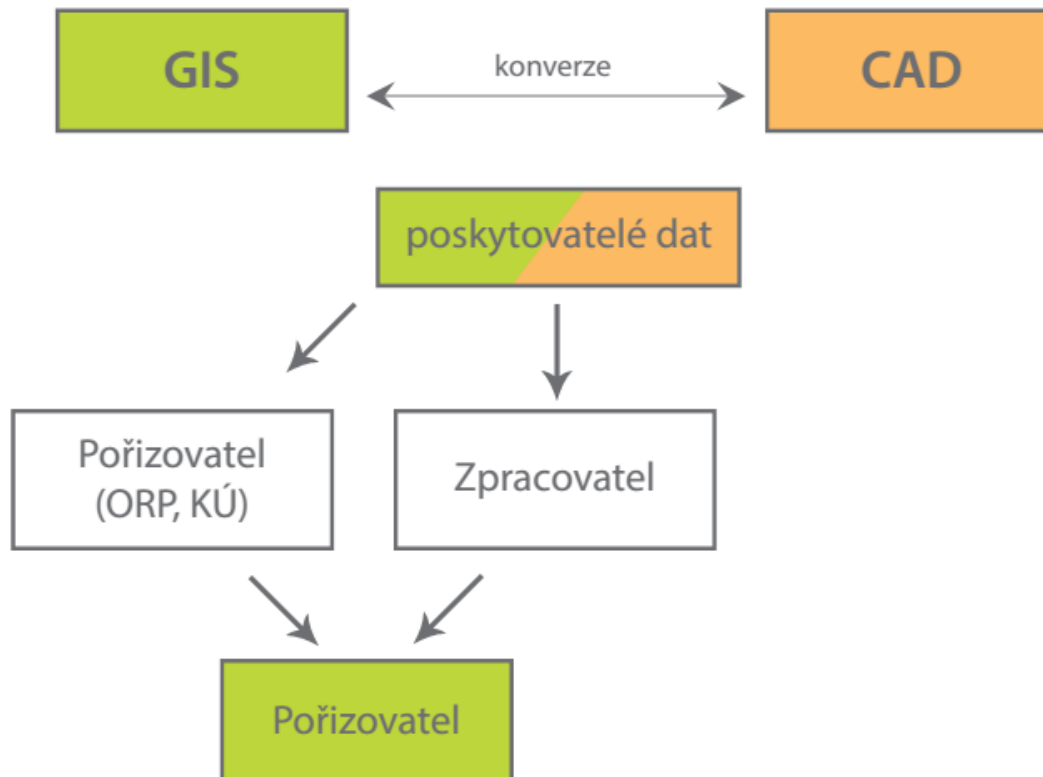 GIS
konverze
CAD
poskytovatelé dat
Pořizovatel
(ORP, KÚ)
Zpracovatel
Pořizovatel